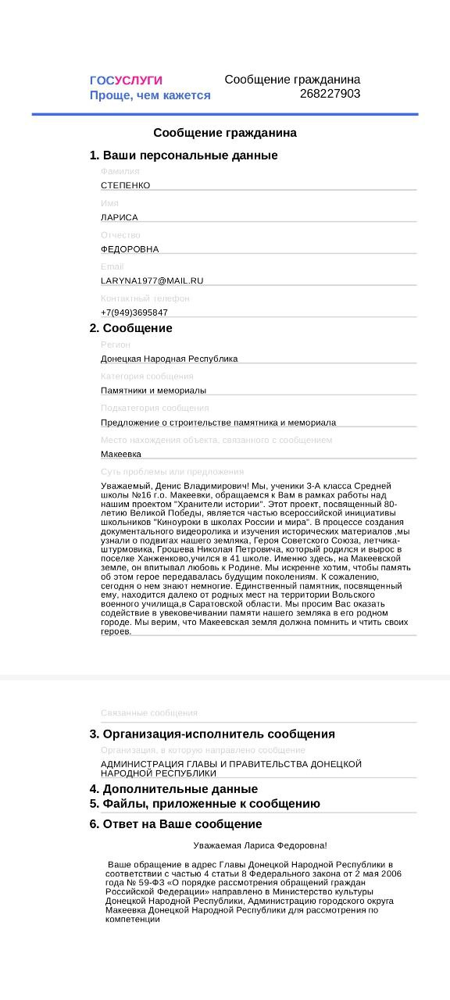 ГОСУСЛУГИ
Проще, чем кажется
Сообщение гражданина
268227903
Сообщение гражданина
1. Ваши персональные данные
Фамилия
СТЕПЕНКО
Имя
ЛАРИСА
Отчество
ФЕДОРОВНА
Email
LARYNA1977@MAIL.RU
Контактный телефон
+7(949)3695847
2. Сообщение
Регион
Донецкая Народная Республика
Категория сообщения
Памятники и мемориалы
Подкатегория сообщения
Предложение о строительстве памятника и мемориала
Место нахождения объекта, связанного с сообщением
Макеевка
Суть проблемы или предложения
Уважаемый, Денис Владимирович! Мы, ученики 3-А класса Средней
школы №16 г.о. Макеевки, обращаемся к Вам в рамках работы над
нашим проектом "Хранители истории". Этот проект, посвященный 80-
летию Великой Победы, является частью всероссийской инициативы
школьников "Киноуроки в школах России и мира". В процессе создания
документального видеоролика и изучения исторических материалов ,мы
узнали о подвигах нашего земляка, Героя Советского Союза, летчика-
штурмовика, Грошева Николая Петровича, который родился и вырос в
поселке Ханженково,учился в 41 школе. Именно здесь, на Макеевской
земле, он впитывал любовь к Родине. Мы искренне хотим, чтобы память
об этом герое передавалась будущим поколениям. К сожалению,
сегодня о нем знают немногие. Единственный памятник, посвященный
ему, находится далеко от родных мест на территории Вольского
военного училища,в Саратовской области. Мы просим Вас оказать
содействие в увековечивании памяти нашего земляка в его родном
городе. Мы верим, что Макеевская земля должна помнить и чтить своих
героев.
Связанные сообщения
3. Организация-исполнитель сообщения
Организация, в которую направлено сообщение
АДМИНИСТРАЦИЯ ГЛАВЫ И ПРАВИТЕЛЬСТВА ДОНЕЦКОЙ
НАРОДНОЙ РЕСПУБЛИКИ
4. Дополнительные данные
5. Файлы, приложенные к сообщению
6. Ответ на Ваше сообщение
Уважаемая Лариса Федоровна!
Ваше обращение в адрес Главы Донецкой Народной Республики в
соответствии с частью 4 статьи 8 Федерального закона от 2 мая 2006
года № 59-ФЗ «О порядке рассмотрения обращений граждан
Российской Федерации» направлено в Министерство культуры
Донецкой Народной Республики, Администрацию городского округа
Макеевка Донецкой Народной Республики для рассмотрения по
компетенции